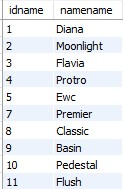 idname namename
1 Diana
2 Moonlight
3 Flavia
4 Protro
5 Ewc
7 Premier
8 Classic
9 Basin
10 Pedestal
11 Flush